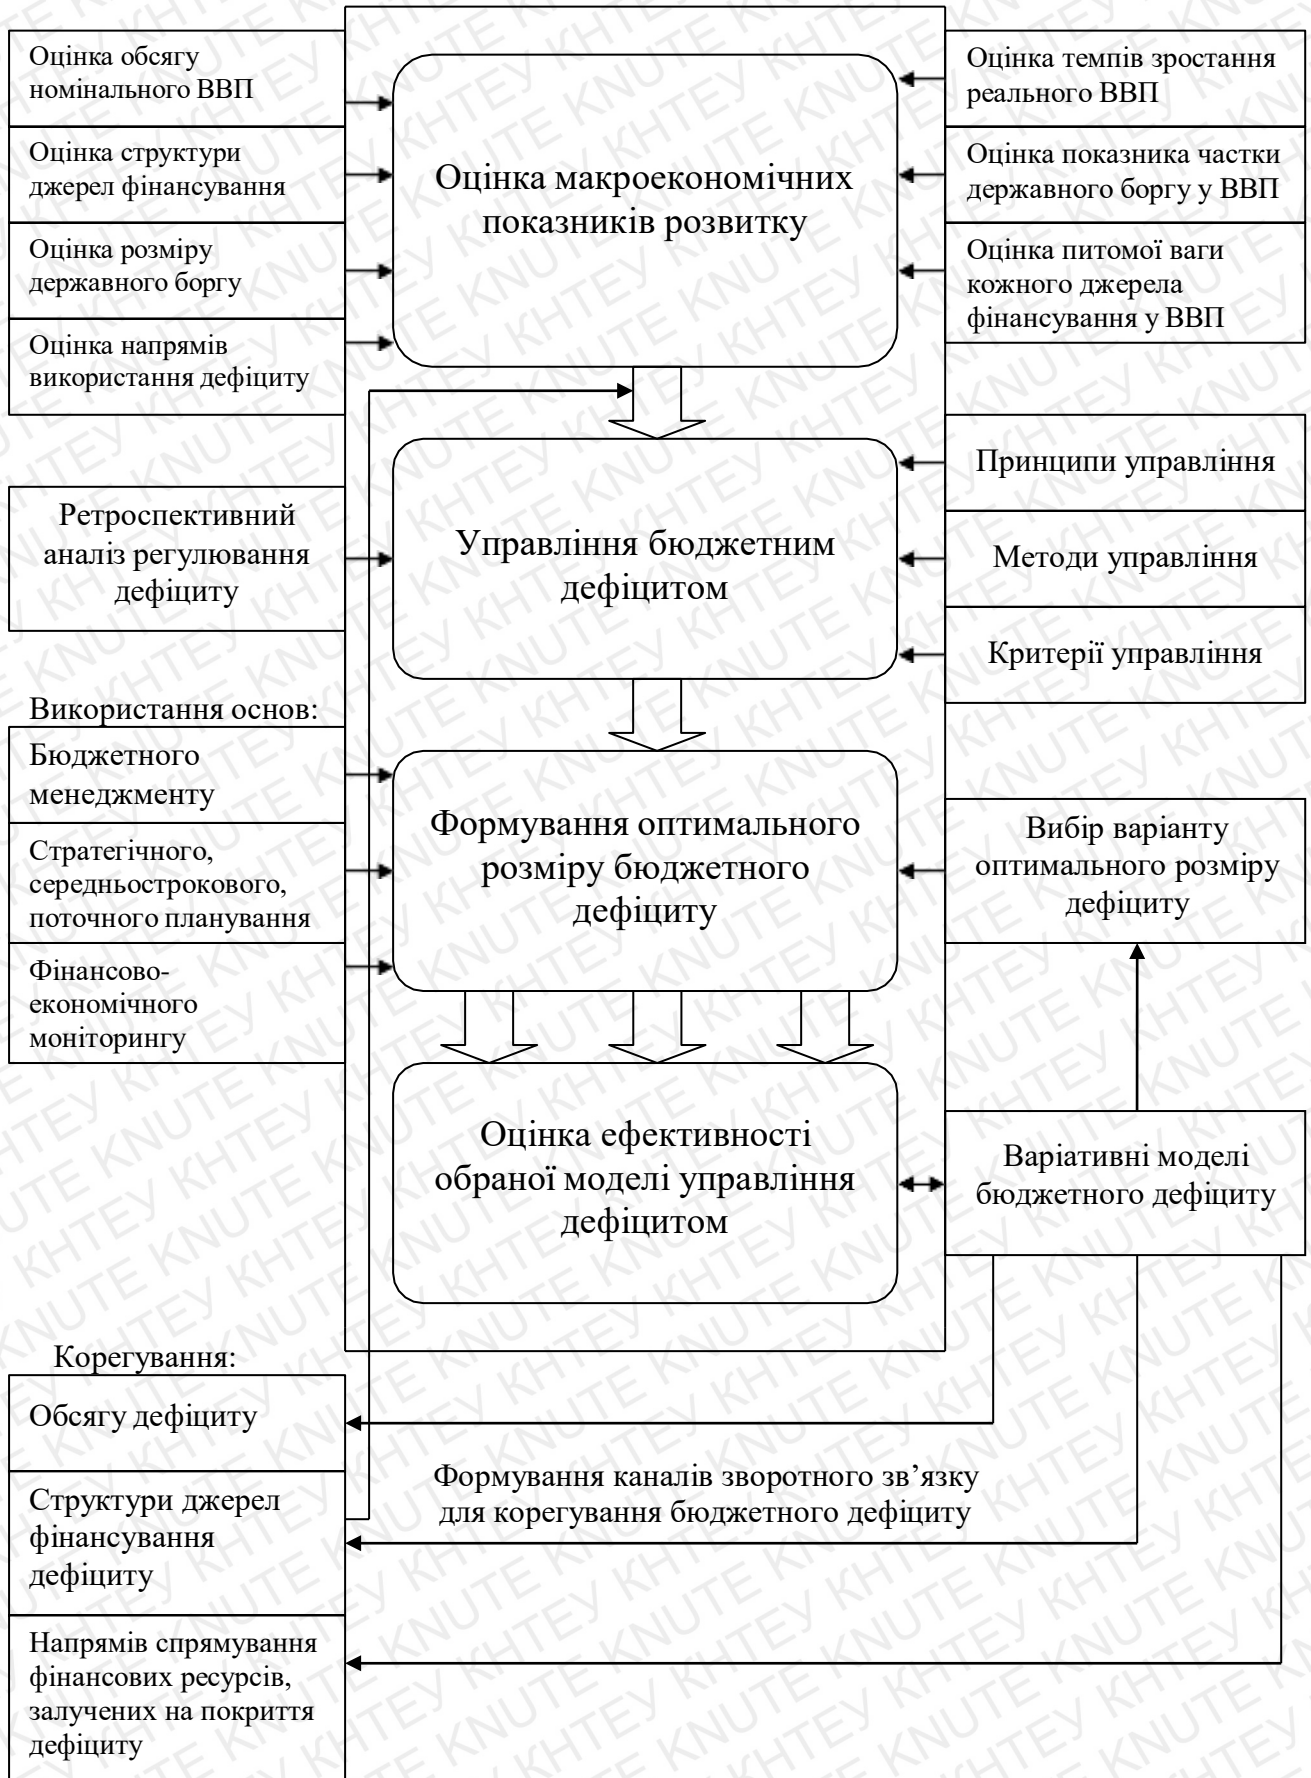 Оцінка обсягу
номінального ВВП
Оцінка структури
джерел фінансування
Оцінка розміру
державного боргу
Оцінка напрямів
використання дефіциту
Оцінка макроекономічних
показників розвитку
Оцінка темпів зростання
реального ВВП
Оцінка показника частки
державного боргу у ВВП
Оцінка питомої ваги
кожного джерела
фінансування у ВВП
Ретроспективний
аналіз регулювання
дефіциту
Управління бюджетним
дефіцитом
Принципи управління
Методи управління
Критерії управління
Використання основ:
Бюджетного
менеджменту
Стратегічного,
середньострокового,
поточного планування
Фінансово-
економічного
моніторингу
Формування оптимального
розміру бюджетного
дефіциту
Вибір варіанту
оптимального розміру
дефіциту
Оцінка ефективності
обраної моделі управління
дефіцитом
Варіативні моделі
бюджетного дефіциту
Корегування:
Обсягу дефіциту
Структури джерел
фінансування
дефіциту
Напрямів спрямування
фінансових ресурсів,
залучених на покриття
дефіциту
Формування каналів зворотного зв’язку
для корегування бюджетного дефіциту